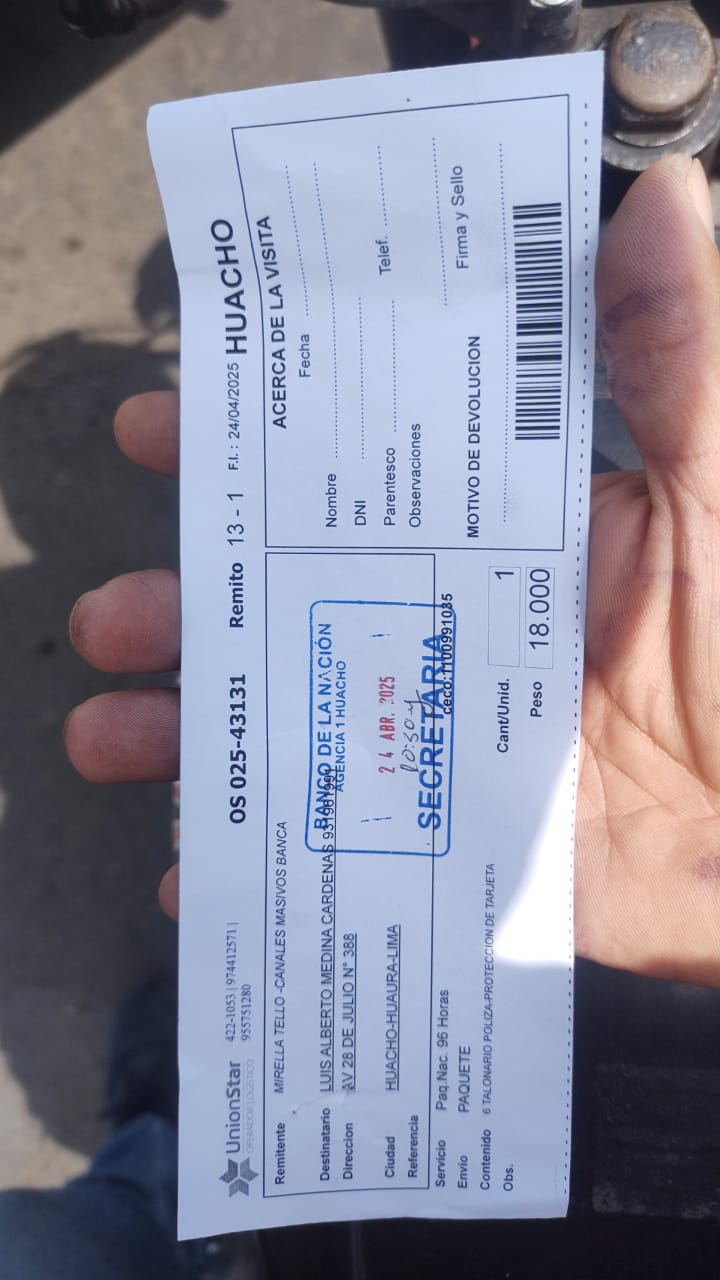 UnionStar
OPERADOR LOGISTICO
422-1053 | 974412571 |
955751280
OS 025-43131
Remito 13 - 1
F.I.: 24/04/2025
HUACHO
Remitente MIRELLA TELLO -CANALES MASIVOS BANCA
Destinatario LUIS ALBERTO MEDINA CARDENAS
Direccion AV 28 DE JULIO N° 388
Ciudad HUACHO-HUAURA-LIMA
Referencia
ceco:1100991035
BANCO DE LA NACIÓN
AGENCIA 1 HUACHO
24 ABR. 2025
SECRETARIA
Servicio Paq.Nac. 96 Horas
Envio PAQUETE
Contenido 6 TALONARIO POLIZA-PROTECCION DE TARJETA
Obs.
Cant/Unid. 1
Peso 18.000
ACERCA DE LA VISITA
Fecha
Nombre
DNI
Parentesco Telef.
Observaciones
Firma y Sello
MOTIVO DE DEVOLUCION